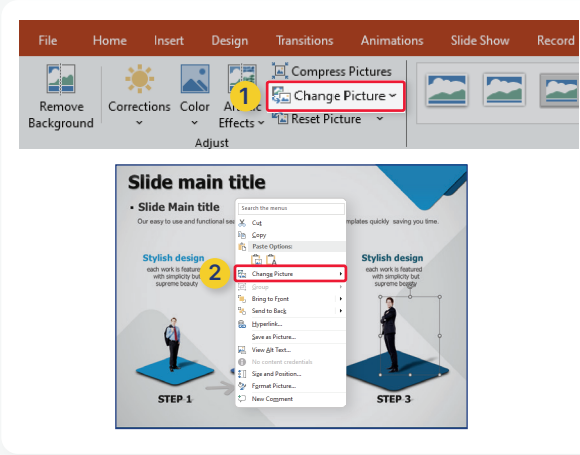 File Home Insert Design Transitions Animations Slide Show Record
Remove Background
Corrections
Color
Effects
Compress Pictures
1
Change Picture
Reset Picture
Adjust
Slide main title
• Slide Main title
Our easy to use and functional
mplates quickly saving you time.
Stylish design
each work is featured
with simplicity but
supreme beauty
STEP 1
2
Search the menus
Cut
Copy
Paste Options:
Change Picture
Group
Bring to Front
Send to Back
Hyperlink...
Save as Picture...
View Alt Text...
No content credentials
Size and Position...
Format Picture...
New Comment
Stylish design
each work is featured
with simplicity but
supreme beauty
STEP 3